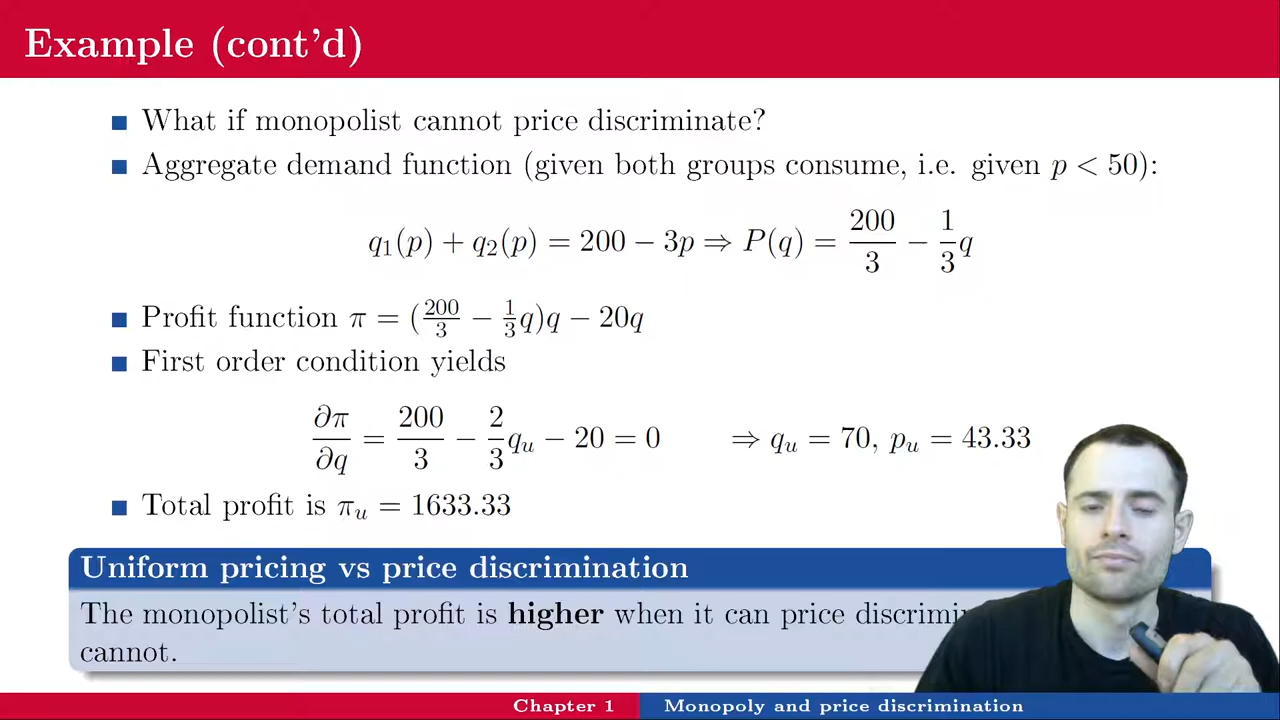 Example (cont'd)
What if monopolist cannot price discriminate?
Aggregate demand function (given both groups consume, i.e. given p < 50):
q₁(p) + q₂(p) = 200 − 3p ⇒ P(q) = 200/3 − 1/3 q
Profit function π = (200/3 − 1/3 q)q − 20q
First order condition yields
∂π/∂q = 200/3 − 2/3 qᵤ − 20 = 0 ⇒ qᵤ = 70, pᵤ = 43.33
Total profit is πᵤ = 1633.33
Uniform pricing vs price discrimination
The monopolist's total profit is higher when it can price
cannot.
Chapter 1 Monopoly and price discrimination